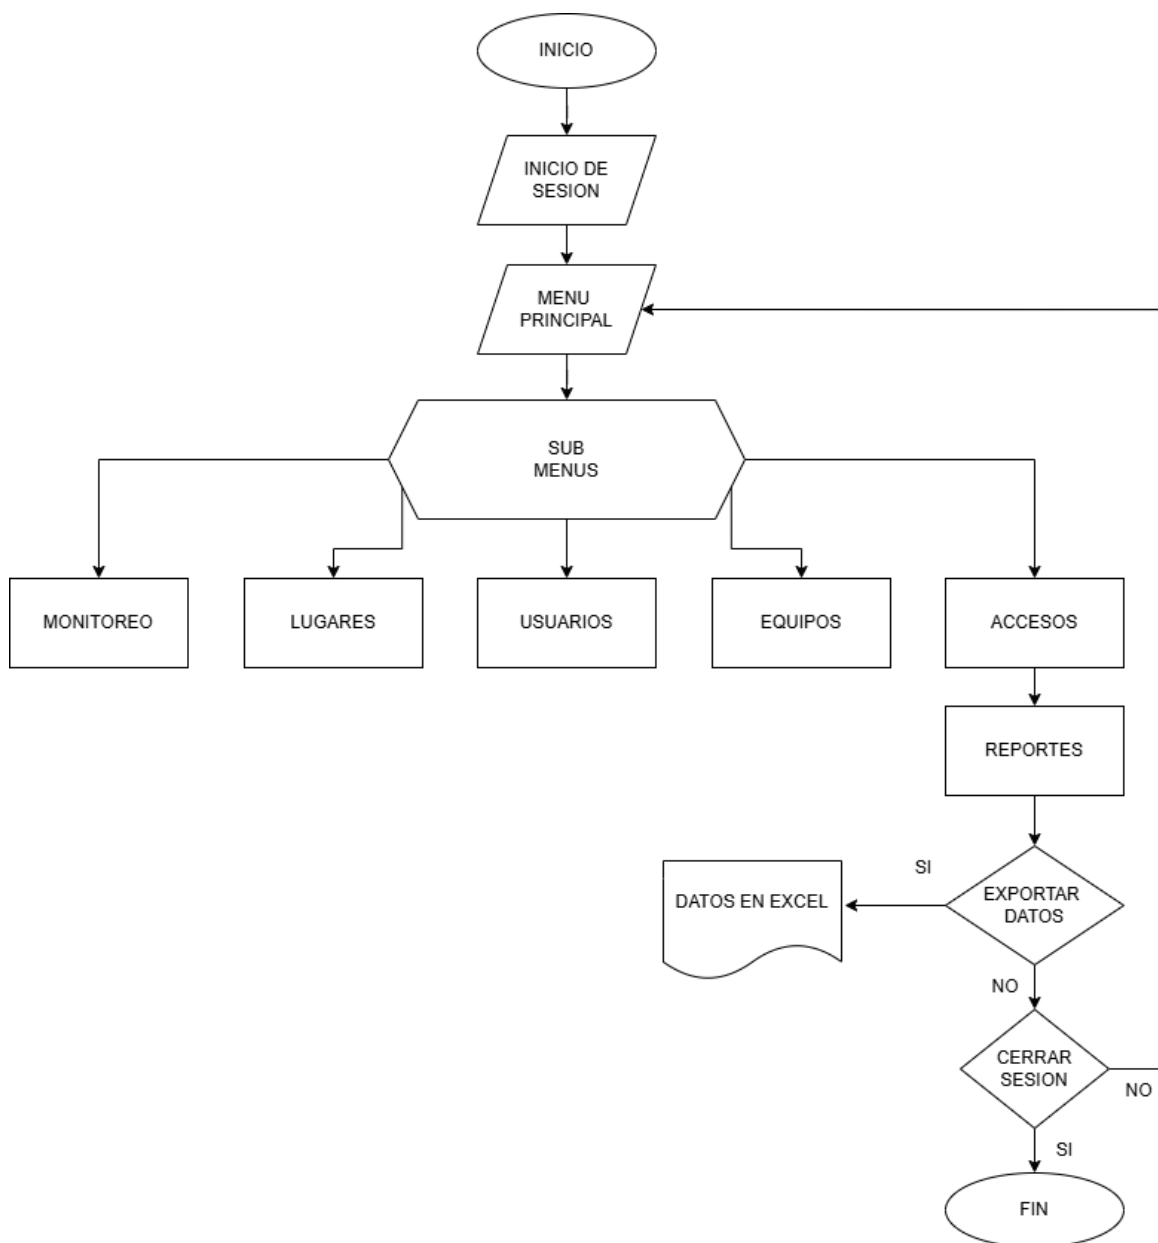 INICIO
INICIO DE
SESION
MENU
PRINCIPAL
SUB
MENUS
MONITOREO
LUGARES
USUARIOS
EQUIPOS
ACCESOS
REPORTES
SI
EXPORTAR
DATOS
DATOS EN EXCEL
NO
CERRAR
SESION
NO
SI
FIN